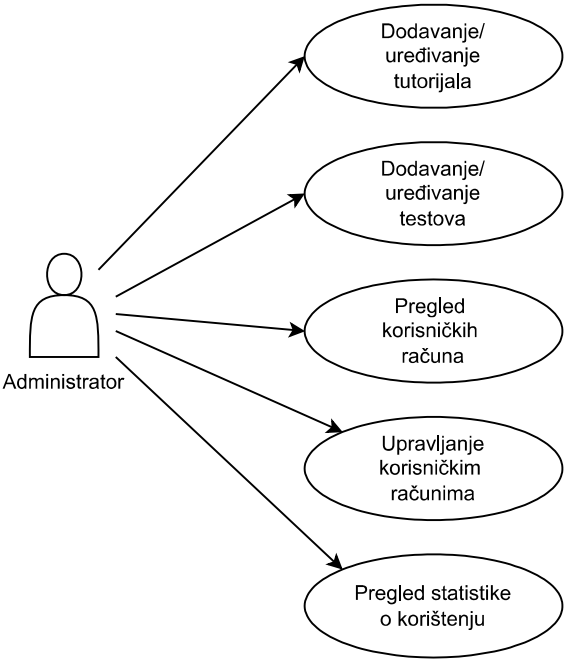 Dodavanje/
uređivanje
tutorijala
Dodavanje/
uređivanje
testova
Pregled
korisničkih
računa
Administrator
Upravljanje
korisničkim
računima
Pregled statistike
o korištenju